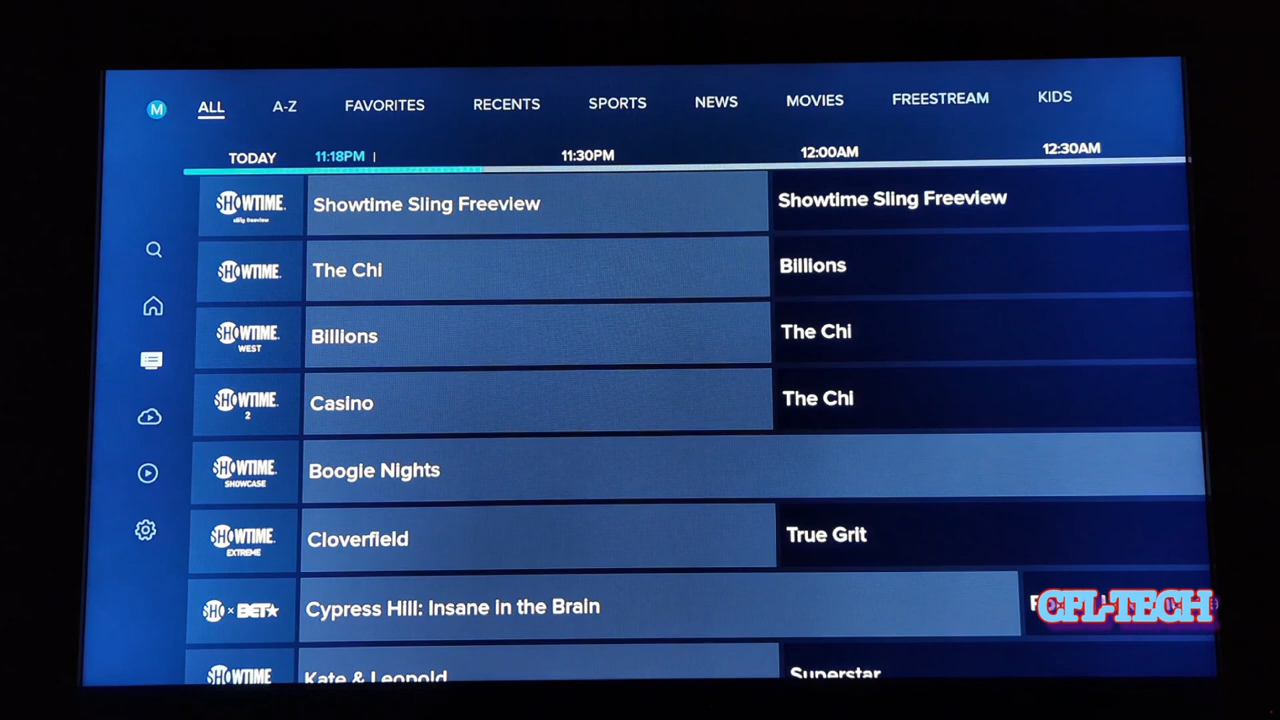 M ALL A-Z FAVORITES RECENTS SPORTS NEWS MOVIES FREESTREAM KIDS
TODAY 11:18PM 11:30PM 12:00AM 12:30AM
SHOWTIME. sling freeview Showtime Sling Freeview Showtime Sling Freeview
SHOWTIME. The Chi Billions
SHOWTIME. WEST Billions The Chi
SHOWTIME. 2 Casino The Chi
SHOWTIME. SHOWCASE Boogie Nights
SHOWTIME. EXTREME Cloverfield True Grit
SHO × BET★ Cypress Hill: Insane in the Brain
CFL-TECH
SHOWTIME. Kate & Leopold Superstar